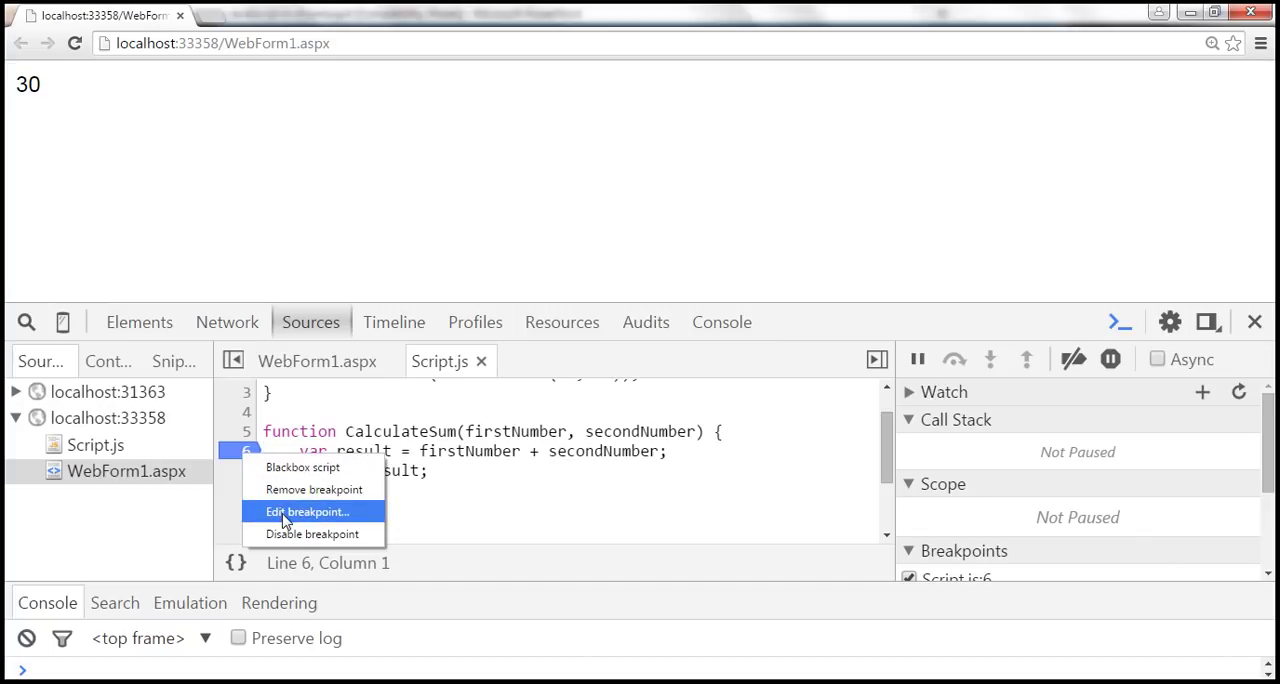 localhost:33358/WebForm
localhost:33358/WebForm1.aspx
30
Elements Network Sources Timeline Profiles Resources Audits Console
Sour... Cont... Snip... WebForm1.aspx Script.js Async
localhost:31363
localhost:33358
Script.js
WebForm1.aspx
3 }
4
5 function CalculateSum(firstNumber, secondNumber) {
6 var result = firstNumber + secondNumber;
sult;
Blackbox script
Remove breakpoint
Edit breakpoint...
Disable breakpoint
{} Line 6, Column 1
Watch
Call Stack
Not Paused
Scope
Not Paused
Breakpoints
Script.js:6
Console Search Emulation Rendering
<top frame> ▼ Preserve log
>